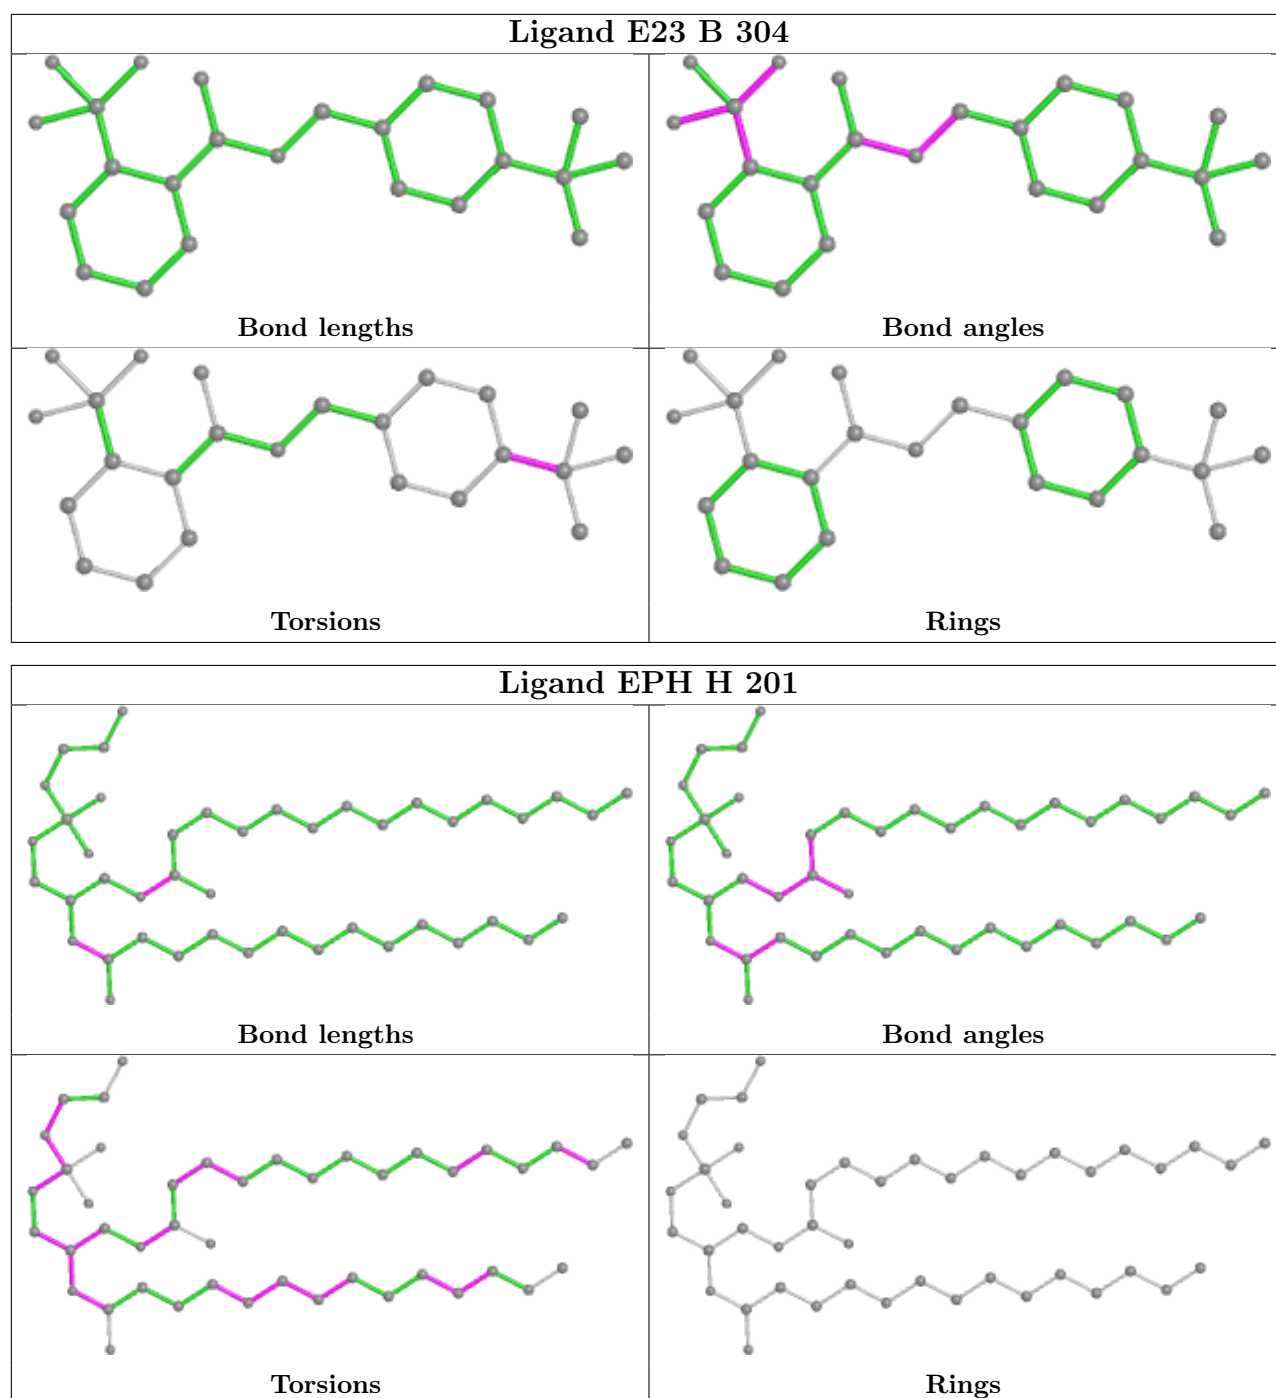 Ligand E23 B 304
Bond lengths
Bond angles
Torsions
Rings
Ligand EPH H 201
Bond lengths
Bond angles
Torsions
Rings